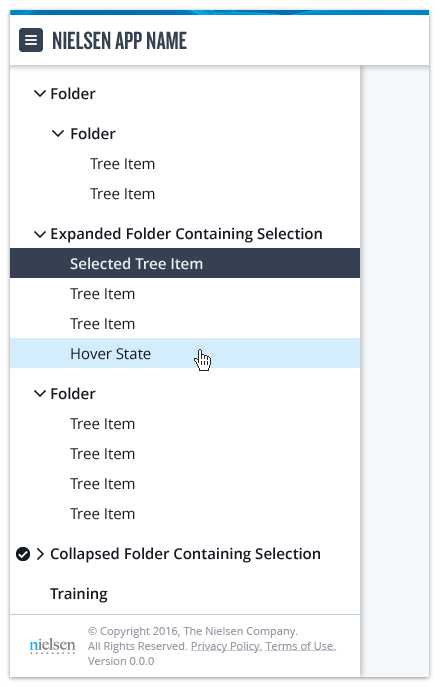 NIELSEN APP NAME
Folder
Folder
Tree Item
Tree Item
Expanded Folder Containing Selection
Selected Tree Item
Tree Item
Tree Item
Hover State
Folder
Tree Item
Tree Item
Tree Item
Tree Item
Collapsed Folder Containing Selection
Training
nielsen
© Copyright 2016, The Nielsen Company.
All Rights Reserved. Privacy Policy. Terms of Use.
Version 0.0.0